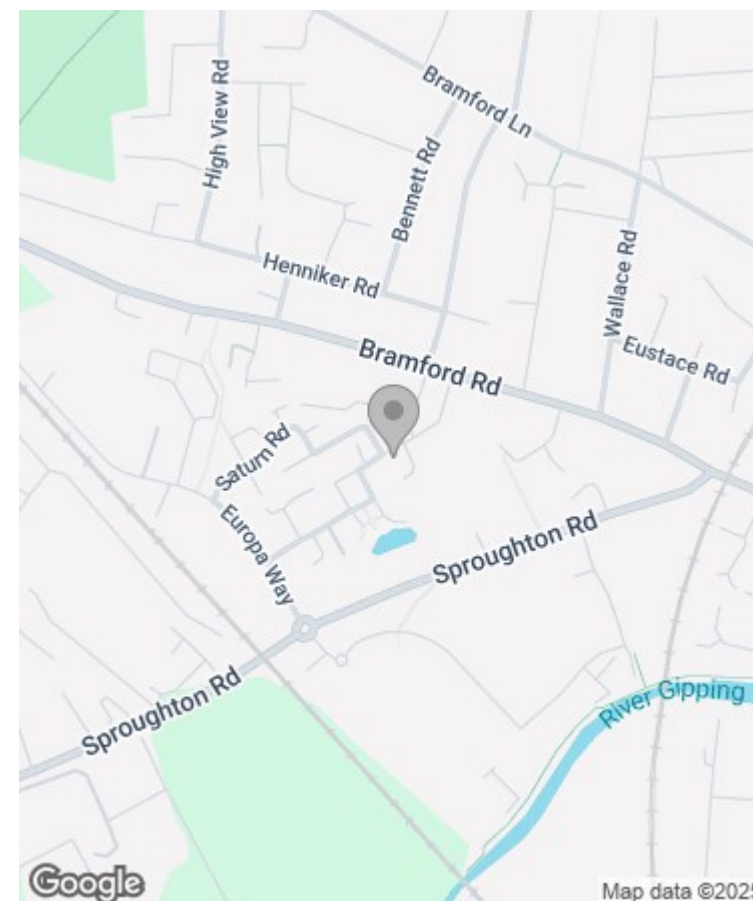 High View Rd
Bramford Ln
Bennett Rd
Henniker Rd
Wallace Rd
Eustace Rd
Bramford Rd
Saturn Rd
Europa Way
Sproughton Rd
Sproughton Rd
River Gipping
Google
Map data ©2025